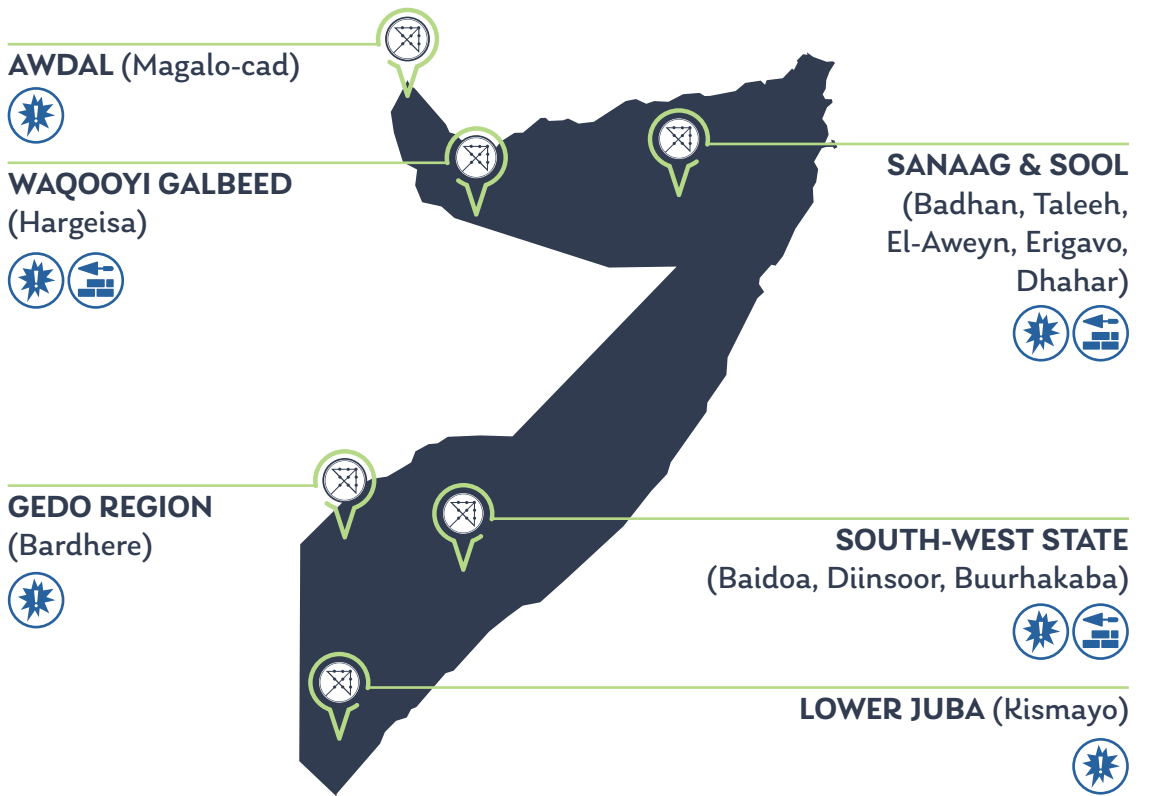 AWDAL (Magalo-cad)
WAQOOYI GALBEED
(Hargeisa)
SANAAG & SOOL
(Badhan, Taleeh,
El-Aweyn, Erigavo,
Dhahar)
GEDO REGION
(Bardhere)
SOUTH-WEST STATE
(Baidoa, Diinsoor, Buurhakaba)
LOWER JUBA (Kismayo)